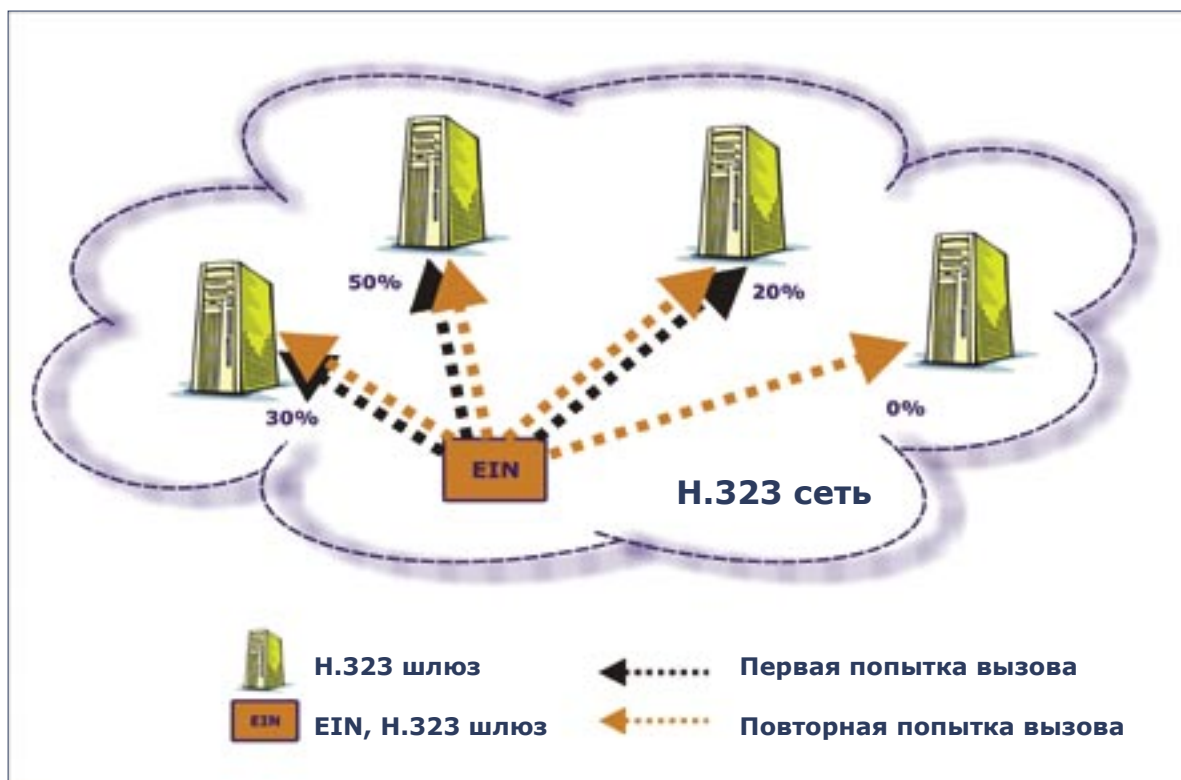 50%
20%
30%
0%
EIN
Н.323 сеть
Н.323 шлюз
Первая попытка вызова
EIN
EIN, Н.323 шлюз
Повторная попытка вызова